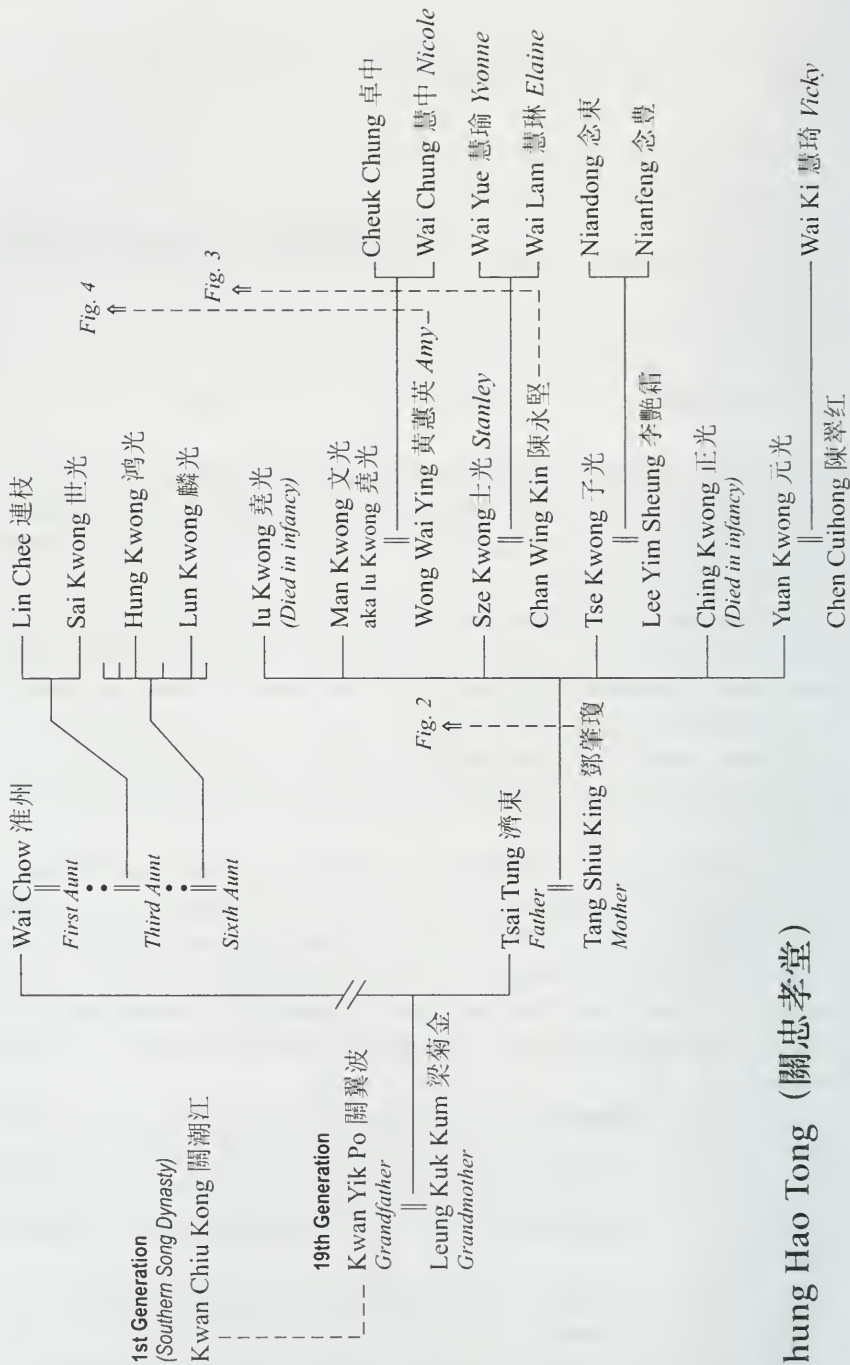 1st Generation
(Southern Song Dynasty)
Kwan Chiu Kong 關潮江
19th Generation
Kwan Yik Po 關翼波
Grandfather
Leung Kuk Kum 梁菊金
Grandmother
Wai Chow 淮州
First Aunt
Third Aunt
Sixth Aunt
Tsai Tung 濟東
Father
Tang Shiu King 鄧肇瓊
Mother
Fig. 2
Lin Chee 連枝
Sai Kwong 世光
Hung Kwong 鸿光
Lun Kwong 麟光
Iu Kwong 堯光
(Died in infancy)
Man Kwong 文光
aka Iu Kwong 堯光
Wong Wai Ying 黄蕙英 Amy
Sze Kwong 士光 Stanley
Chan Wing Kin 陳永堅
Tse Kwong 子光
Lee Yim Sheung 李艷霜
Ching Kwong 正光
(Died in infancy)
Yuan Kwong 元光
Chen Cuihong 陳翠红
Fig. 4
Fig. 3
Cheuk Chung 卓中
Wai Chung 慧中 Nicole
Wai Yue 慧瑜 Yvonne
Wai Lam 慧琳 Elaine
Niandong 念東
Nianfeng 念豊
Wai Ki 慧琦 Vicky
hung Hao Tong (關忠孝堂)